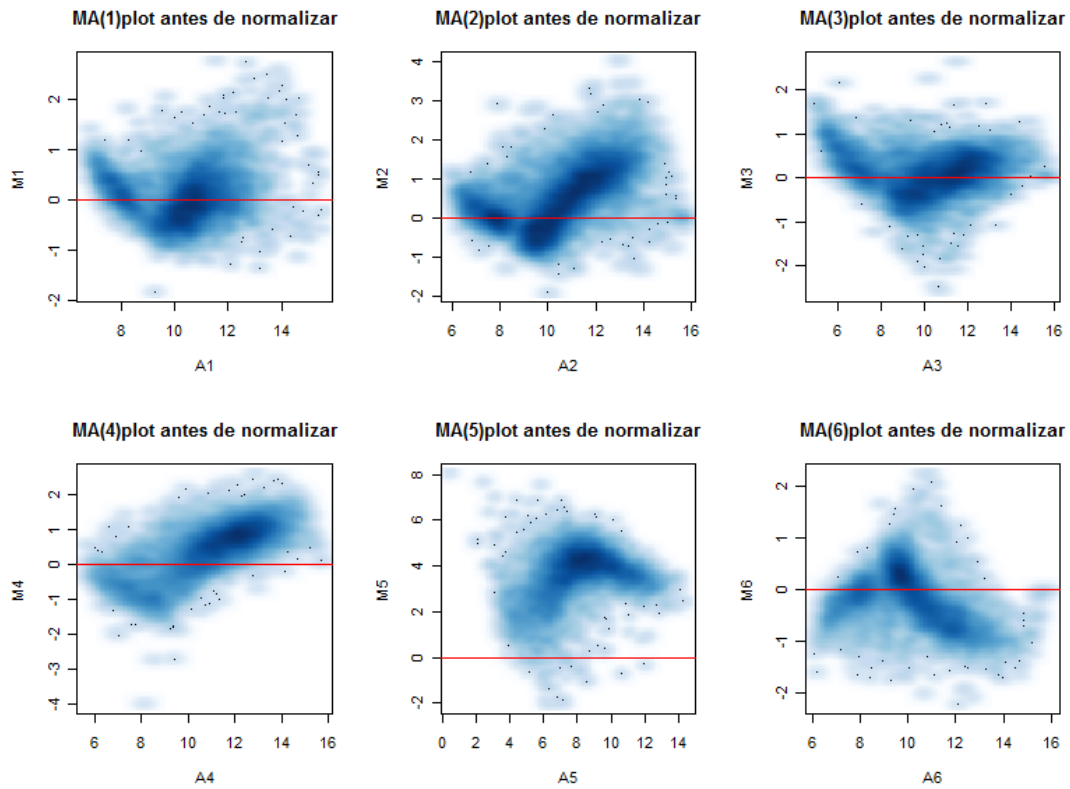 MA(1)plot antes de normalizar MA(2)plot antes de normalizar MA(3)plot antes de normalizar
M1
2
1
0
-1
-2
8 10 12 14
A1
M2
4
3
2
1
0
-1
-2
6 8 10 12 14 16
A2
M3
2
1
0
-1
-2
6 8 10 12 14 16
A3
MA(4)plot antes de normalizar MA(5)plot antes de normalizar MA(6)plot antes de normalizar
M4
2
1
0
-1
-2
-3
-4
6 8 10 12 14 16
A4
M5
8
6
4
2
0
-2
0 2 4 6 8 10 12 14
A5
M6
2
1
0
-1
-2
6 8 10 12 14 16
A6